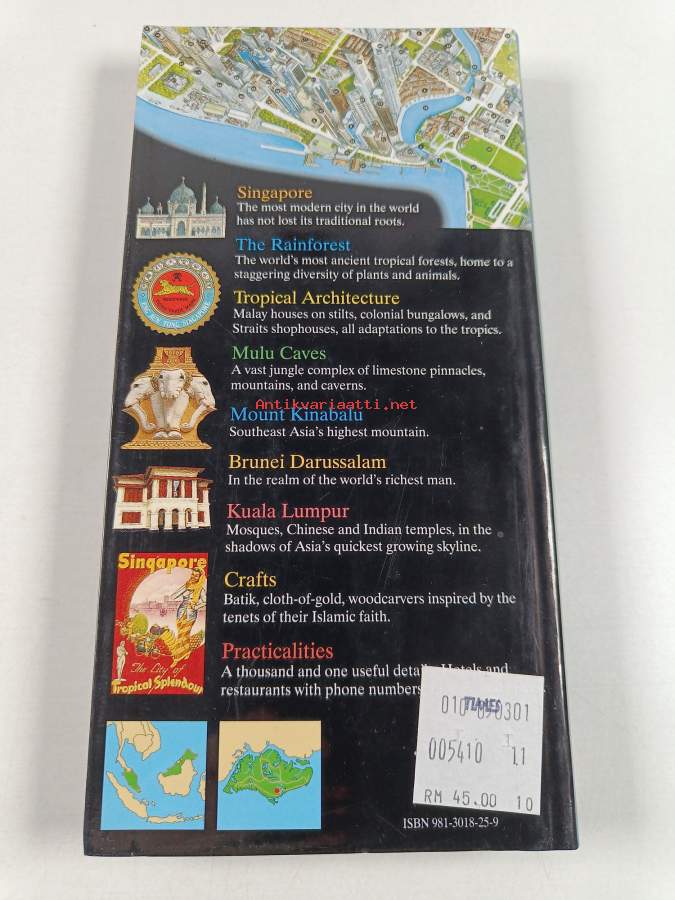 Singapore
The most modern city in the world
has not lost its traditional roots.
The Rainforest
The world's most ancient tropical forests, home to a
staggering diversity of plants and animals.
Tropical Architecture
Malay houses on stilts, colonial bungalows, and
Straits shophouses, all adaptations to the tropics.
Mulu Caves
A vast jungle complex of limestone pinnacles,
mountains, and caverns.
Antikvariaatti.net
Mount Kinabalu
Southeast Asia's highest mountain.
Brunei Darussalam
In the realm of the world's richest man.
Kuala Lumpur
Mosques, Chinese and Indian temples, in the
shadows of Asia's quickest growing skyline.
Singapore
The City of
Tropical Splendour
Crafts
Batik, cloth-of-gold, woodcarvers inspired by the
tenets of their Islamic faith.
Practicalities
A thousand and one useful Hotels and
restaurants with phone numbers
TIMES
005410 11
RM 45.00 10
ISBN 981-3018-25-9